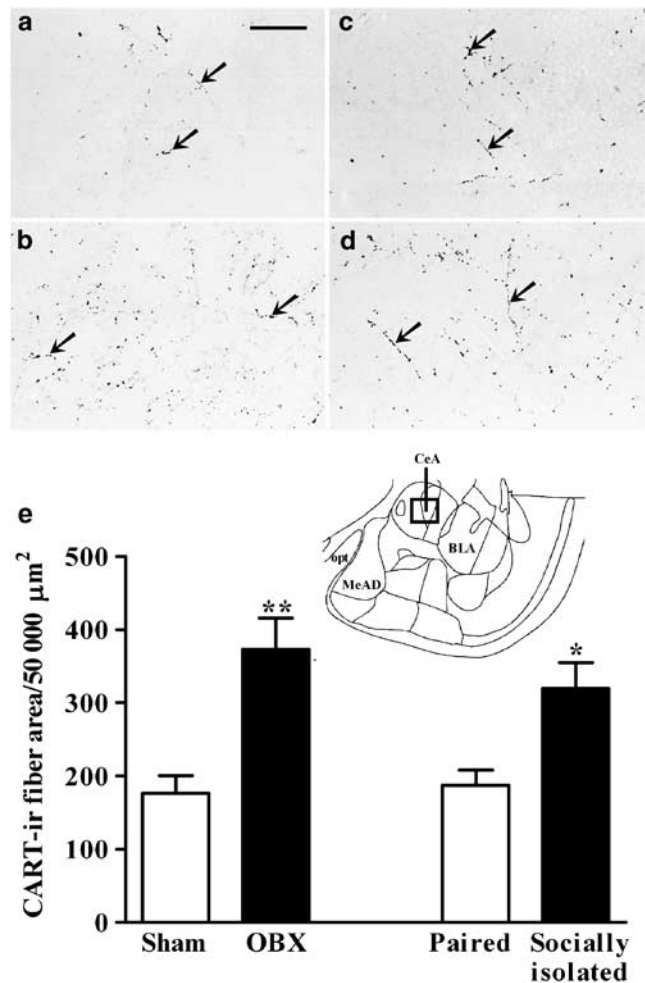 a
c
b
d
e
CeA
opt
BLA
MeAD
CART-ir fiber area/50 000 μm²
500
400
300
200
100
0
**
*
Sham
OBX
Paired
Socially
isolated